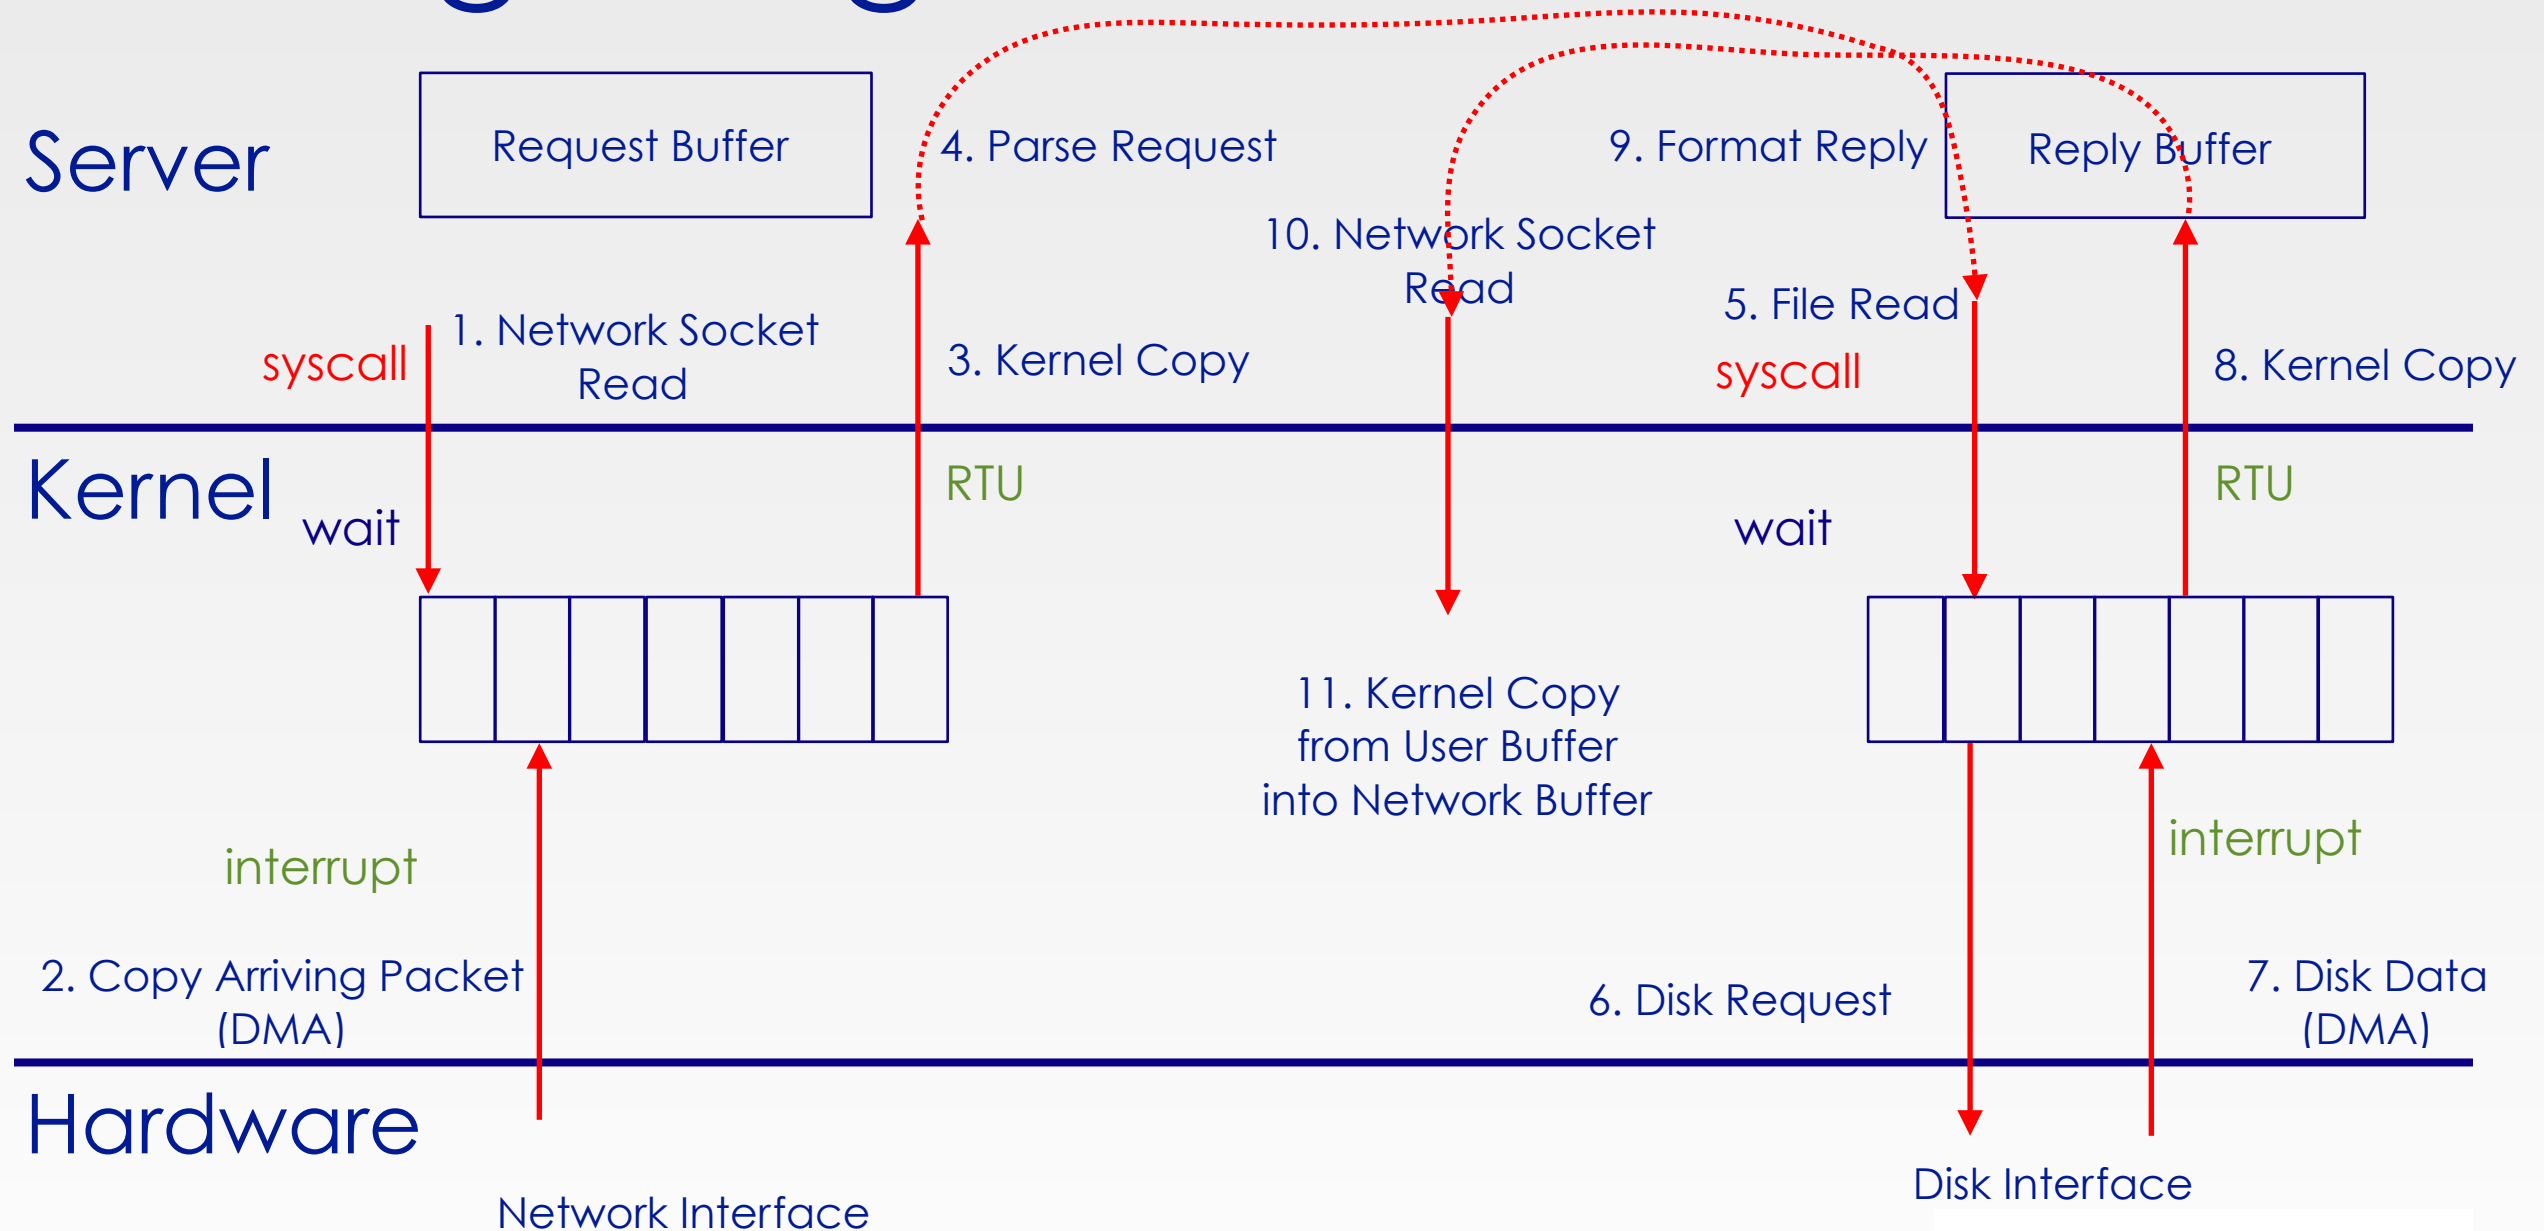 Server
Request Buffer
4. Parse Request
9. Format Reply
Reply Buffer
10. Network Socket
Read
1. Network Socket
Read
syscall
3. Kernel Copy
5. File Read
syscall
8. Kernel Copy
Kernel
wait
RTU
wait
RTU
11. Kernel Copy
from User Buffer
into Network Buffer
interrupt
interrupt
2. Copy Arriving Packet
(DMA)
6. Disk Request
7. Disk Data
(DMA)
Hardware
Network Interface
Disk Interface